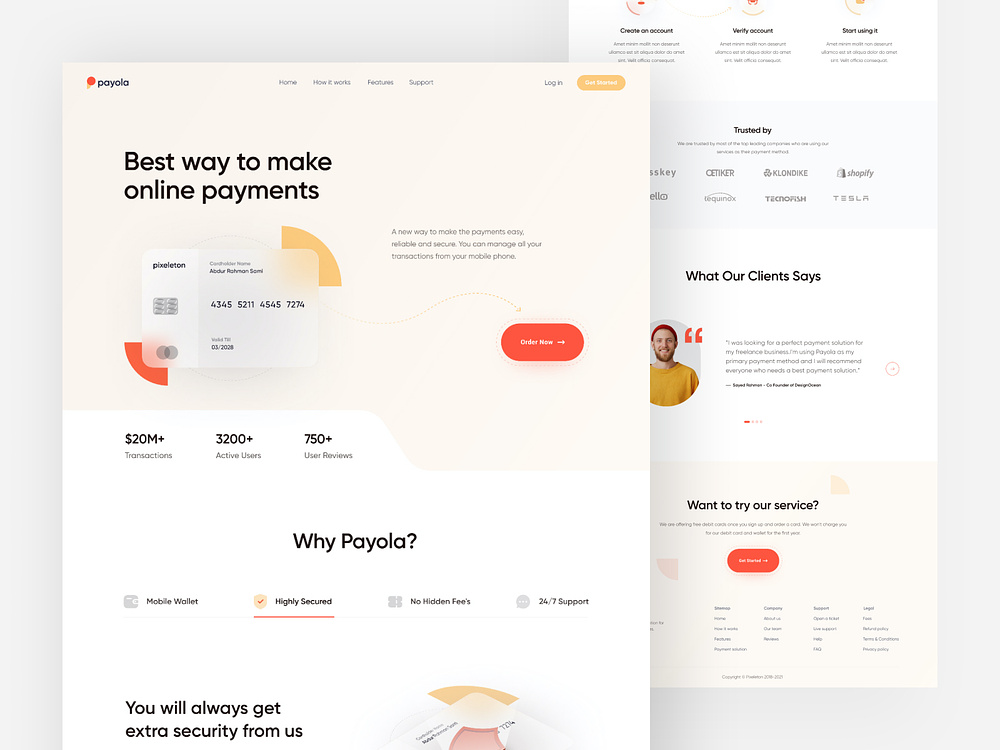 payola
Home
How it works
Features
Support
Log in
Get Started
Best way to make
online payments
A new way to make the payments easy,
reliable and secure. You can manage all your
transactions from your mobile phone.
pixeleton
Cardholder Name
Abdur Rahman Sami
4345 5211 4545 7274
Valid Till
03/2028
Order Now
$20M+
Transactions
3200+
Active Users
750+
User Reviews
Why Payola?
Mobile Wallet
Highly Secured
No Hidden Fee's
24/7 Support
You will always get
extra security from us
Create an account
Amet minim mollit non deserunt
ullamco est sit aliqua dolor do amet
sint. Velit officia consequat.
Verify account
Amet minim mollit non deserunt
ullamco est sit aliqua dolor do amet
sint. Velit officia consequat.
Start using it
Amet minim mollit non deserunt
ullamco est sit aliqua dolor do amet
sint. Velit officia consequat.
Trusted by
We are trusted by most of the top leading companies who are using our
services as their payment method.
sskey
OETIKER
KLONDIKE
shopify
ello
tequinox
TECNOFISH
TESLA
What Our Clients Says
"I was looking for a perfect payment solution for
my freelance business.I'm using Payola as my
primary payment method and I will recommend
everyone who needs a best payment solution."
— Sayed Rahman - Co Founder of DesignOcean
Want to try our service?
We are offering free debit cards once you sign up and order a card. We won't charge you
for our debit card and wallet for the first year.
Get Started
Sitemap
Home
How it works
Features
Payment solution
Company
About us
Our team
Reviews
Support
Open a ticket
Live support
Help
FAQ
Legal
Fees
Refund policy
Terms & Conditions
Privacy policy
Copyright © Pixeleton 2018-2021